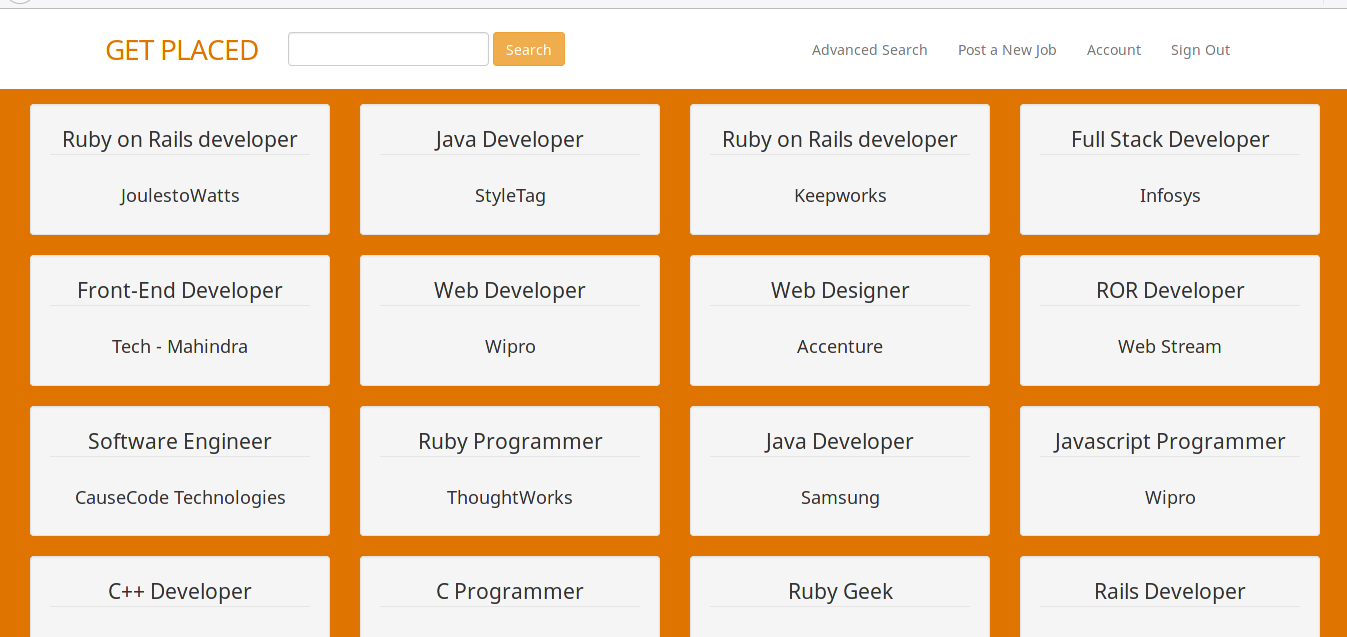 GET PLACED
Search
Advanced Search
Post a New Job
Account
Sign Out
Ruby on Rails developer
JoulestoWatts
Java Developer
StyleTag
Ruby on Rails developer
Keepworks
Full Stack Developer
Infosys
Front-End Developer
Tech - Mahindra
Web Developer
Wipro
Web Designer
Accenture
ROR Developer
Web Stream
Software Engineer
CauseCode Technologies
Ruby Programmer
ThoughtWorks
Java Developer
Samsung
Javascript Programmer
Wipro
C++ Developer
C Programmer
Ruby Geek
Rails Developer